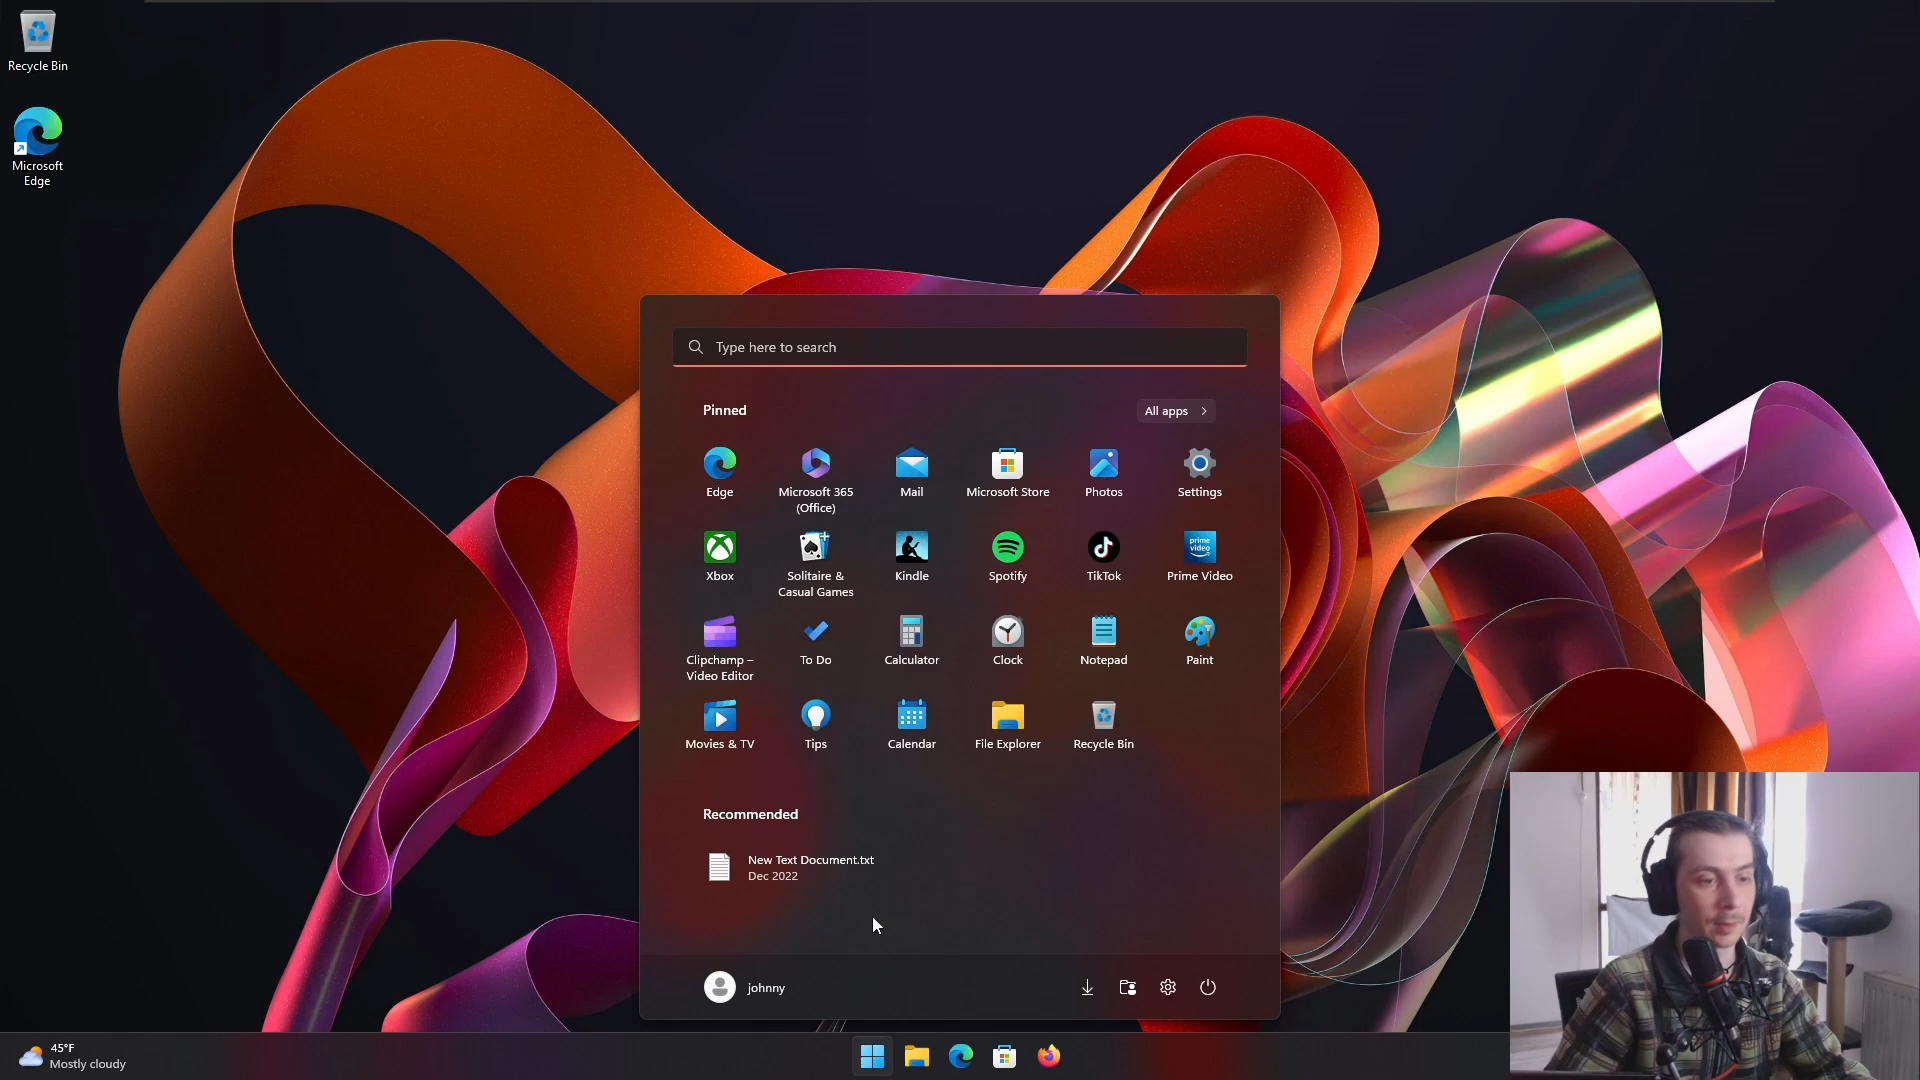 Recycle Bin
Microsoft
Edge
Type here to search
Pinned
All apps
Edge
Microsoft 365
(Office)
Mail
Microsoft Store
Photos
Settings
Xbox
Solitaire &
Casual Games
Kindle
Spotify
TikTok
prime
video
Prime Video
Clipchamp –
Video Editor
To Do
Calculator
Clock
Notepad
Paint
Movies & TV
Tips
Calendar
File Explorer
Recycle Bin
Recommended
New Text Document.txt
Dec 2022
johnny
45°F
Mostly cloudy